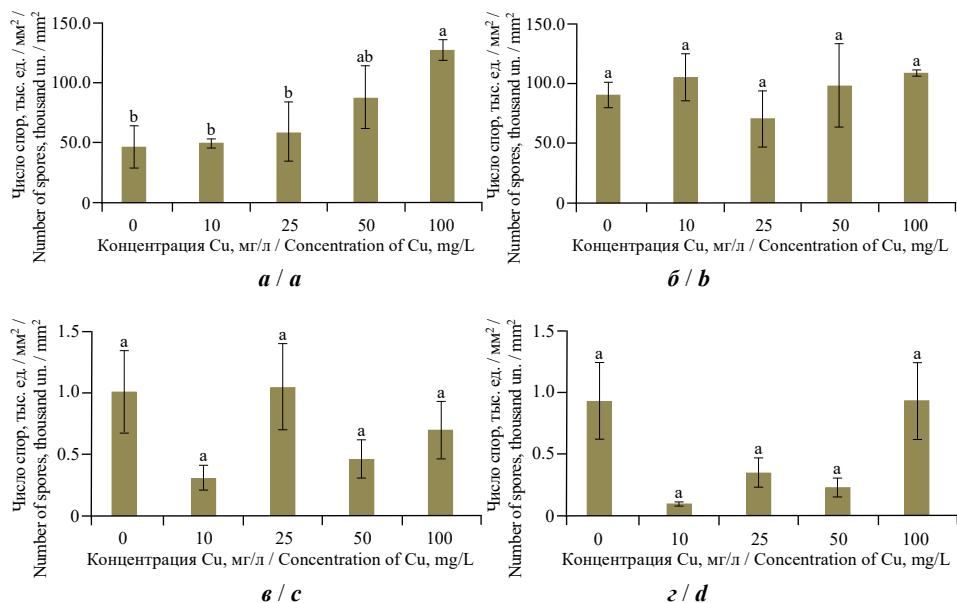 Число спор, тыс. ед. / мм² /
Number of spores, thousand un. / mm²
150.0
100.0
50.0
0
b
b
b
ab
a
0 10 25 50 100
Концентрация Cu, мг/л / Concentration of Cu, mg/L
а / a
Число спор, тыс. ед. / мм² /
Number of spores, thousand un. / mm²
150.0
100.0
50.0
0
a
a
a
a
a
0 10 25 50 100
Концентрация Cu, мг/л / Concentration of Cu, mg/L
б / b
Число спор, тыс. ед. / мм² /
Number of spores, thousand un. / mm²
1.5
1.0
0.5
0
a
a
a
a
a
0 10 25 50 100
Концентрация Cu, мг/л / Concentration of Cu, mg/L
в / c
Число спор, тыс. ед. / мм² /
Number of spores, thousand un. / mm²
1.5
1.0
0.5
0
a
a
a
a
a
0 10 25 50 100
Концентрация Cu, мг/л / Concentration of Cu, mg/L
г / d